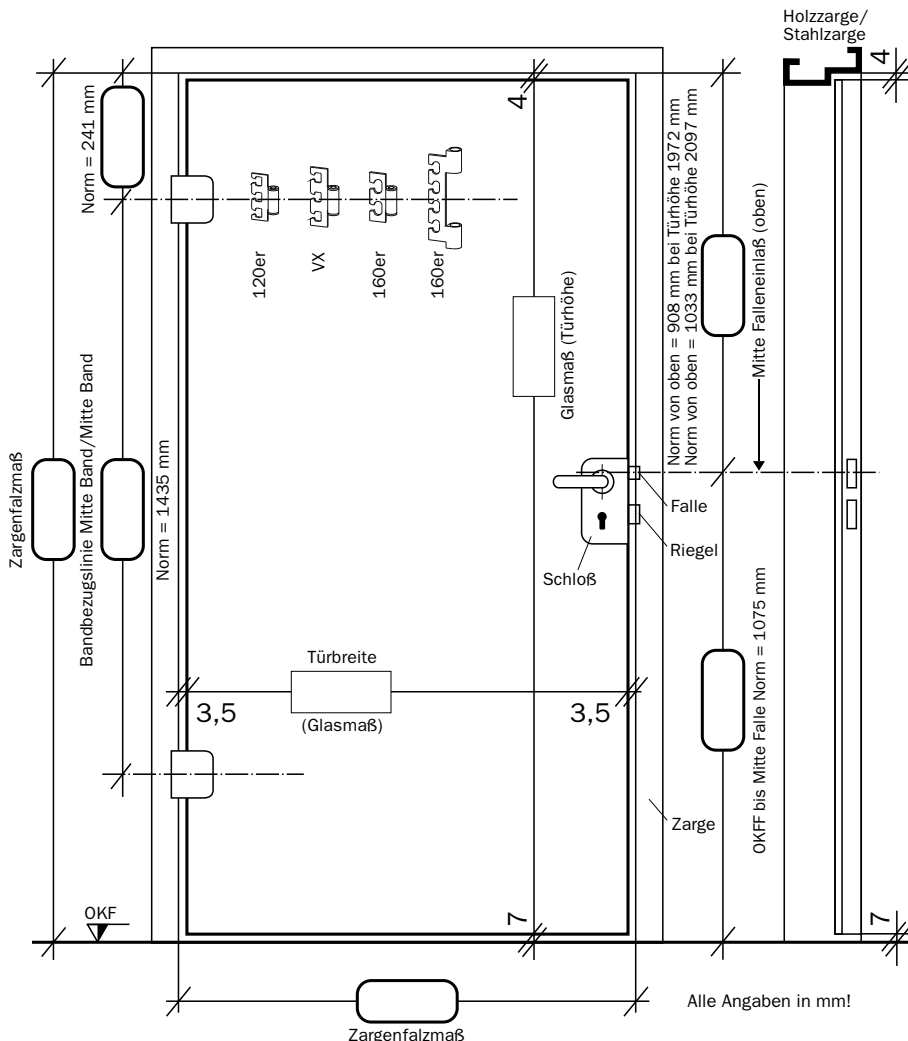 Holzzarge/
Stahlzarge
4
4
Norm = 241 mm
120er
VX
160er
160er
Glasmaß (Türhöhe)
Norm von oben = 908 mm bei Türhöhe 1972 mm
Norm von oben = 1033 mm bei Türhöhe 2097 mm
Mitte Falleneinlaß (oben)
Zargenfalzmaß
Bandbezugslinie Mitte Band/Mitte Band
Norm = 1435 mm
Falle
Riegel
Schloß
OKFF bis Mitte Falle Norm = 1075 mm
Türbreite
3,5
3,5
(Glasmaß)
Zarge
OKF
7
7
Alle Angaben in mm!
Zargenfalzmaß